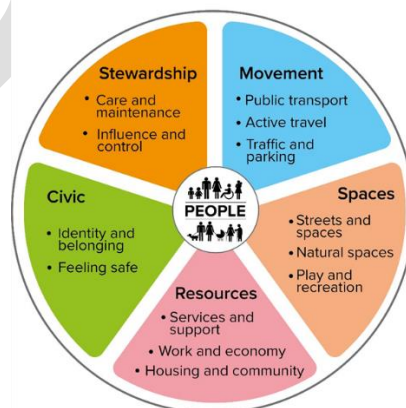 Stewardship
• Care and
maintenance
• Influence and
control
Movement
• Public transport
• Active travel
• Traffic and
parking
Civic
• Identity and
belonging
• Feeling safe
PEOPLE
Spaces
• Streets and
spaces
• Natural spaces
• Play and
recreation
Resources
• Services and
support
• Work and economy
• Housing and community